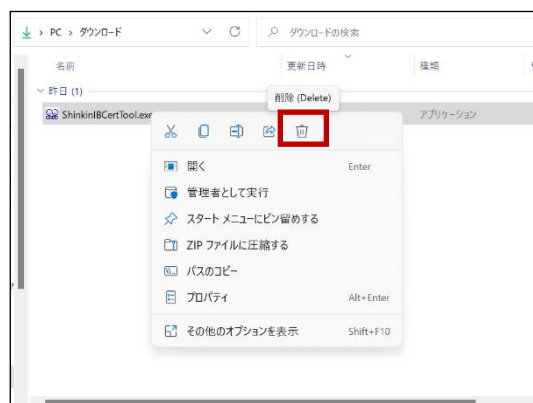 PC › ダウンロード
ダウンロードの検索
名前
更新日時
種類
昨日 (1)
削除 (Delete)
ShinkinIBCertTool.exe
アプリケーション
開く Enter
管理者として実行
スタート メニューにピン留めする
ZIP ファイルに圧縮する
パスのコピー
プロパティ Alt+Enter
その他のオプションを表示 Shift+F10